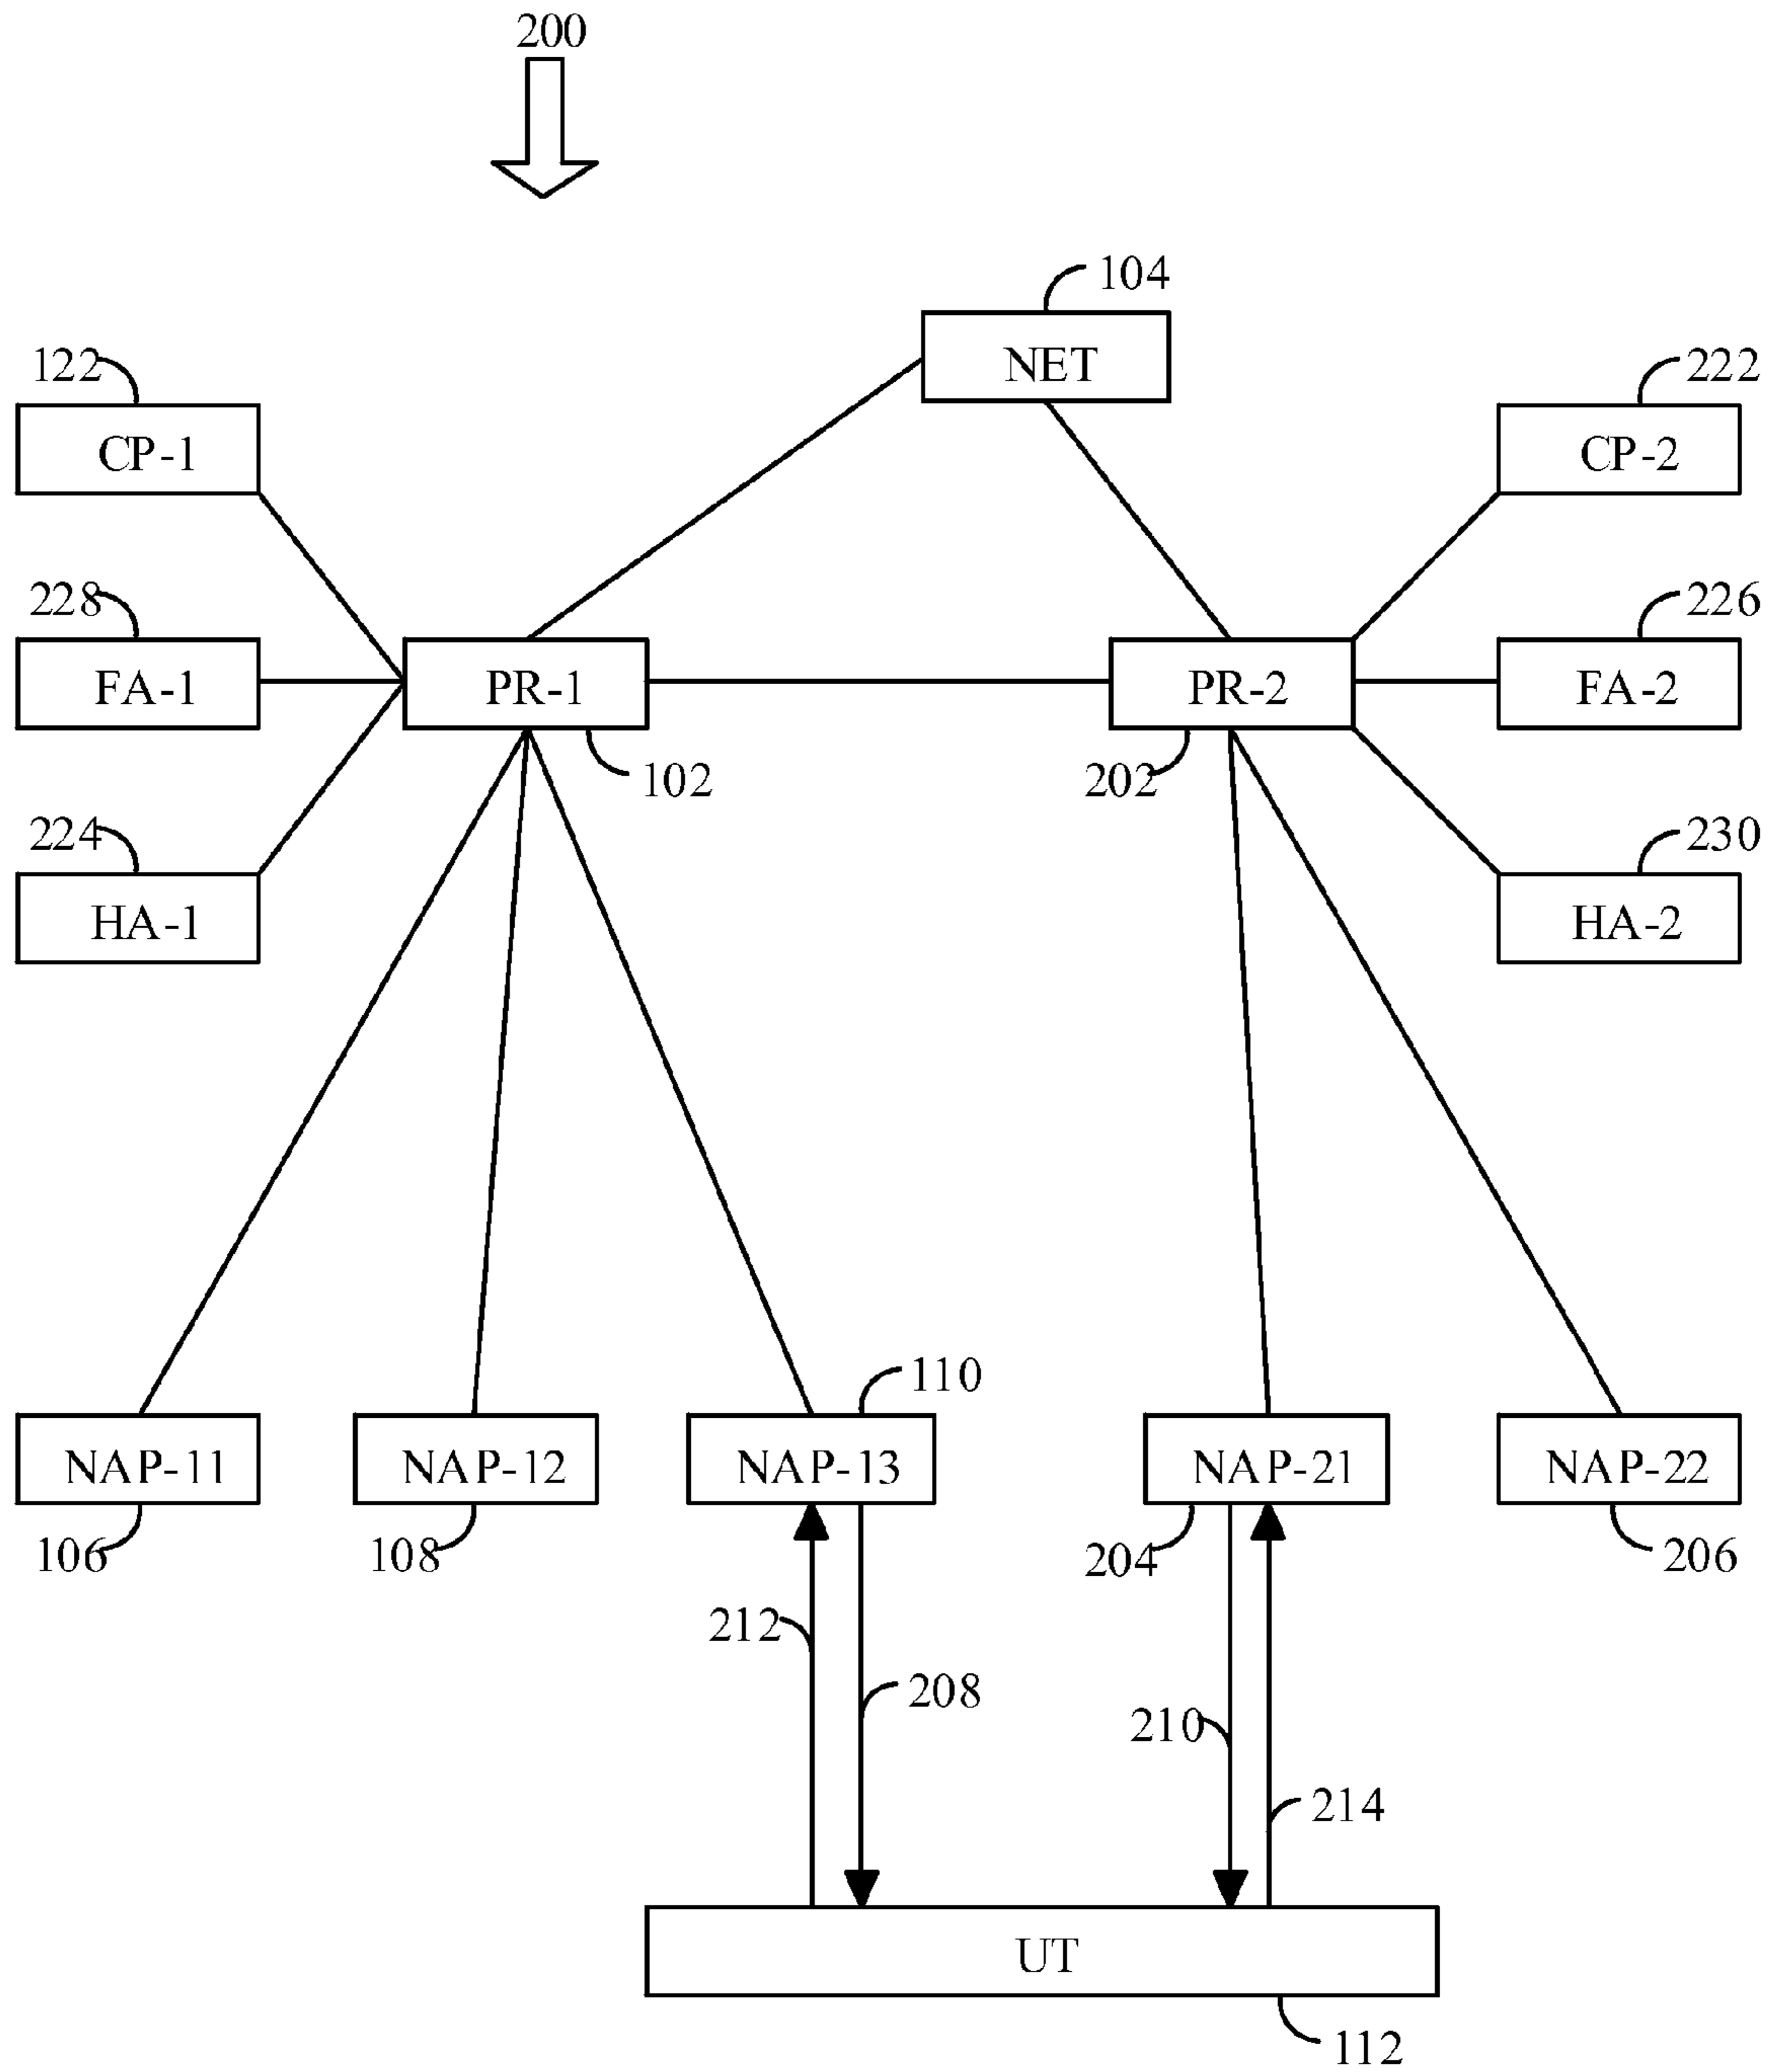 200
104
NET
122
222
CP-1
CP-2
228
226
FA-1
PR-1
PR-2
FA-2
102
202
224
230
HA-1
HA-2
110
NAP-11
NAP-12
NAP-13
NAP-21
NAP-22
106
108
204
206
212
208
210
214
UT
112